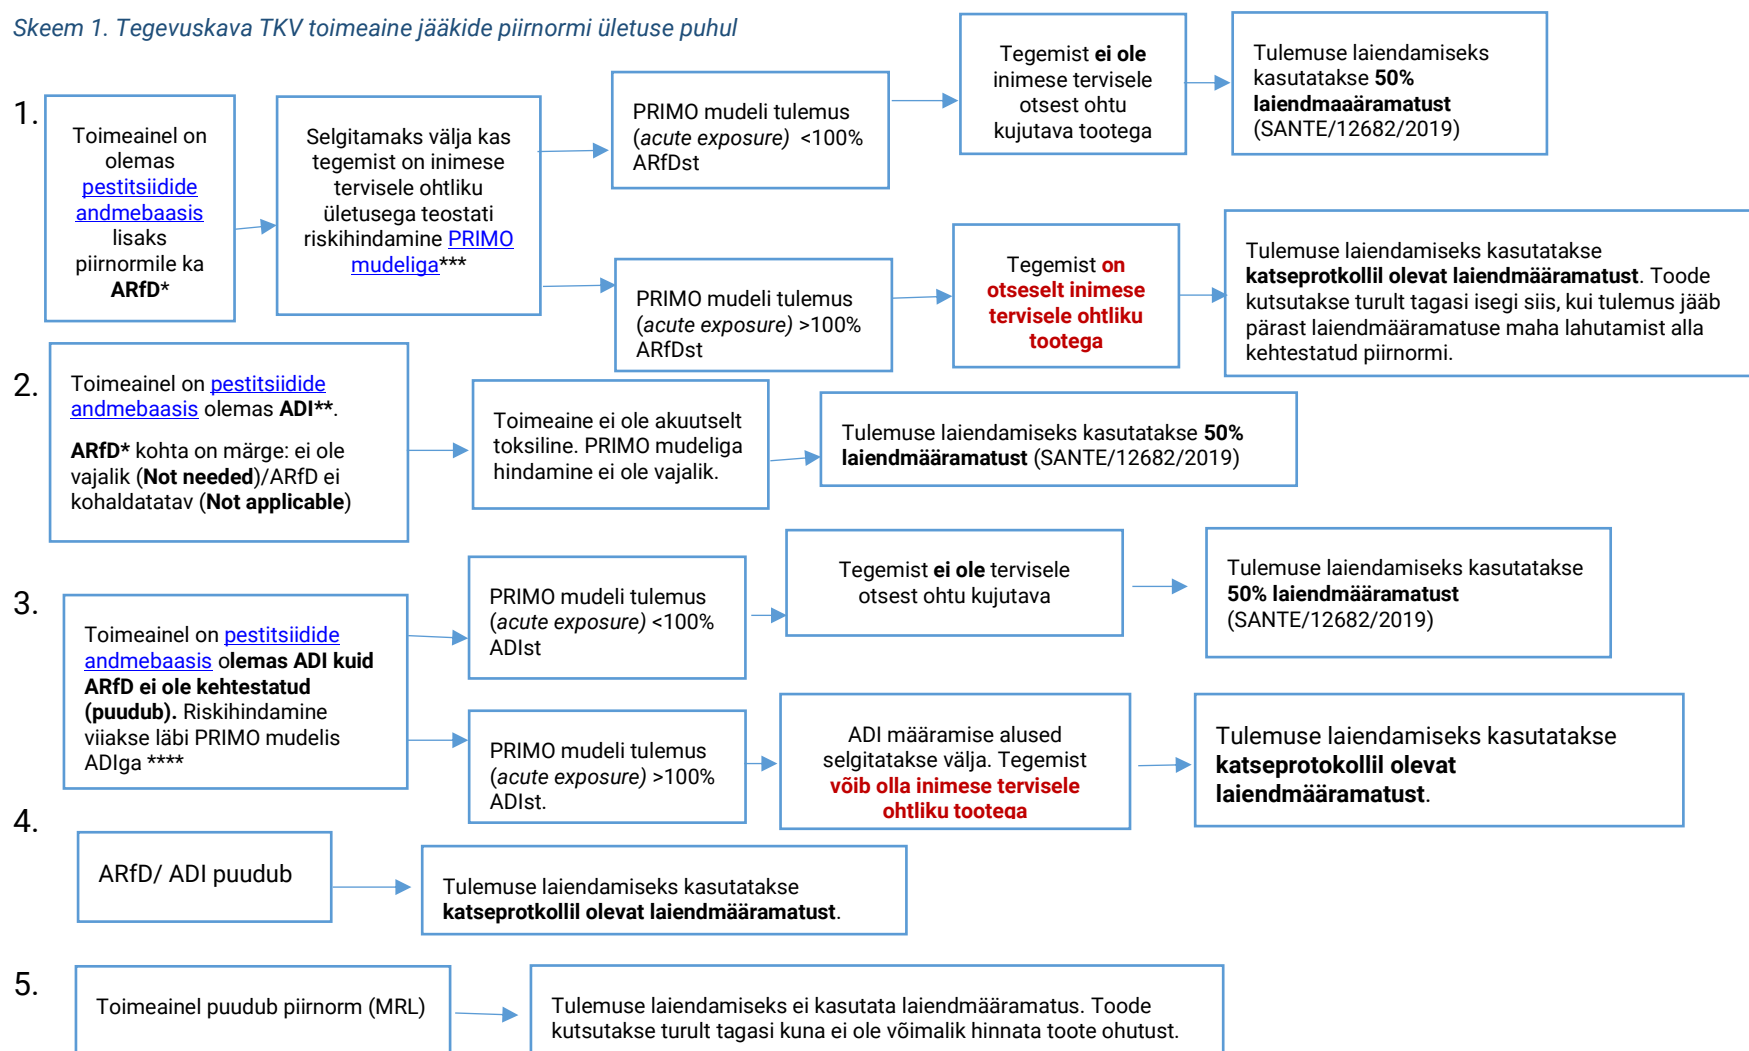 Skeem 1. Tegevuskava TKV toimeaine jääkide piirnormi ületuse puhul
1.
Toimeainel on
olemas
pestitsiidide
andmebaasis
lisaks
piirnormile ka
ARfD*
Selgitamaks välja kas
tegemist on inimese
tervisele ohtliku
ületusega teostati
riskihindamine PRIMO
mudeliga***
PRIMO mudeli tulemus
(acute exposure) <100%
ARfDst
Tegemist ei ole
inimese tervisele
otsest ohtu
kujutava tootega
Tulemuse laiendamiseks
kasutatakse 50%
laiendmaaäramatust
(SANTE/12682/2019)
PRIMO mudeli tulemus
(acute exposure) >100%
ARfDst
Tegemist on
otseselt inimese
tervisele ohtliku
tootega
Tulemuse laiendamiseks kasutatakse
katseprotkollil olevat laiendmääramatust. Toode
kutsutakse turult tagasi isegi siis, kui tulemus jääb
pärast laiendmääramatuse maha lahutamist alla
kehtestatud piirnormi.
2.
Toimeainel on pestitsiidide
andmebaasis olemas ADI**.
ARfD* kohta on märge: ei ole
vajalik (Not needed)/ARfD ei
kohaldatatav (Not applicable)
Toimeaine ei ole akuutselt
toksiline. PRIMO mudeliga
hindamine ei ole vajalik.
Tulemuse laiendamiseks kasutatakse 50%
laiendmääramatust (SANTE/12682/2019)
3.
Toimeainel on pestitsiidide
andmebaasis olemas ADI kuid
ARfD ei ole kehtestatud
(puudub). Riskihindamine
viiakse läbi PRIMO mudelis
ADIga ****
PRIMO mudeli tulemus
(acute exposure) <100%
ADIst
Tegemist ei ole tervisele
otsest ohtu kujutava
Tulemuse laiendamiseks kasutatakse
50% laiendmääramatust
(SANTE/12682/2019)
PRIMO mudeli tulemus
(acute exposure) >100%
ADIst.
ADI määramise alused
selgitatakse välja. Tegemist
võib olla inimese tervisele
ohtliku tootega
Tulemuse laiendamiseks kasutatakse
katseprotokollil olevat
laiendmääramatust.
4.
ARfD/ ADI puudub
Tulemuse laiendamiseks kasutatakse
katseprotkollil olevat laiendmääramatust.
5.
Toimeainel puudub piirnorm (MRL)
Tulemuse laiendamiseks ei kasutata laiendmääramatus. Toode
kutsutakse turult tagasi kuna ei ole võimalik hinnata toote ohutust.